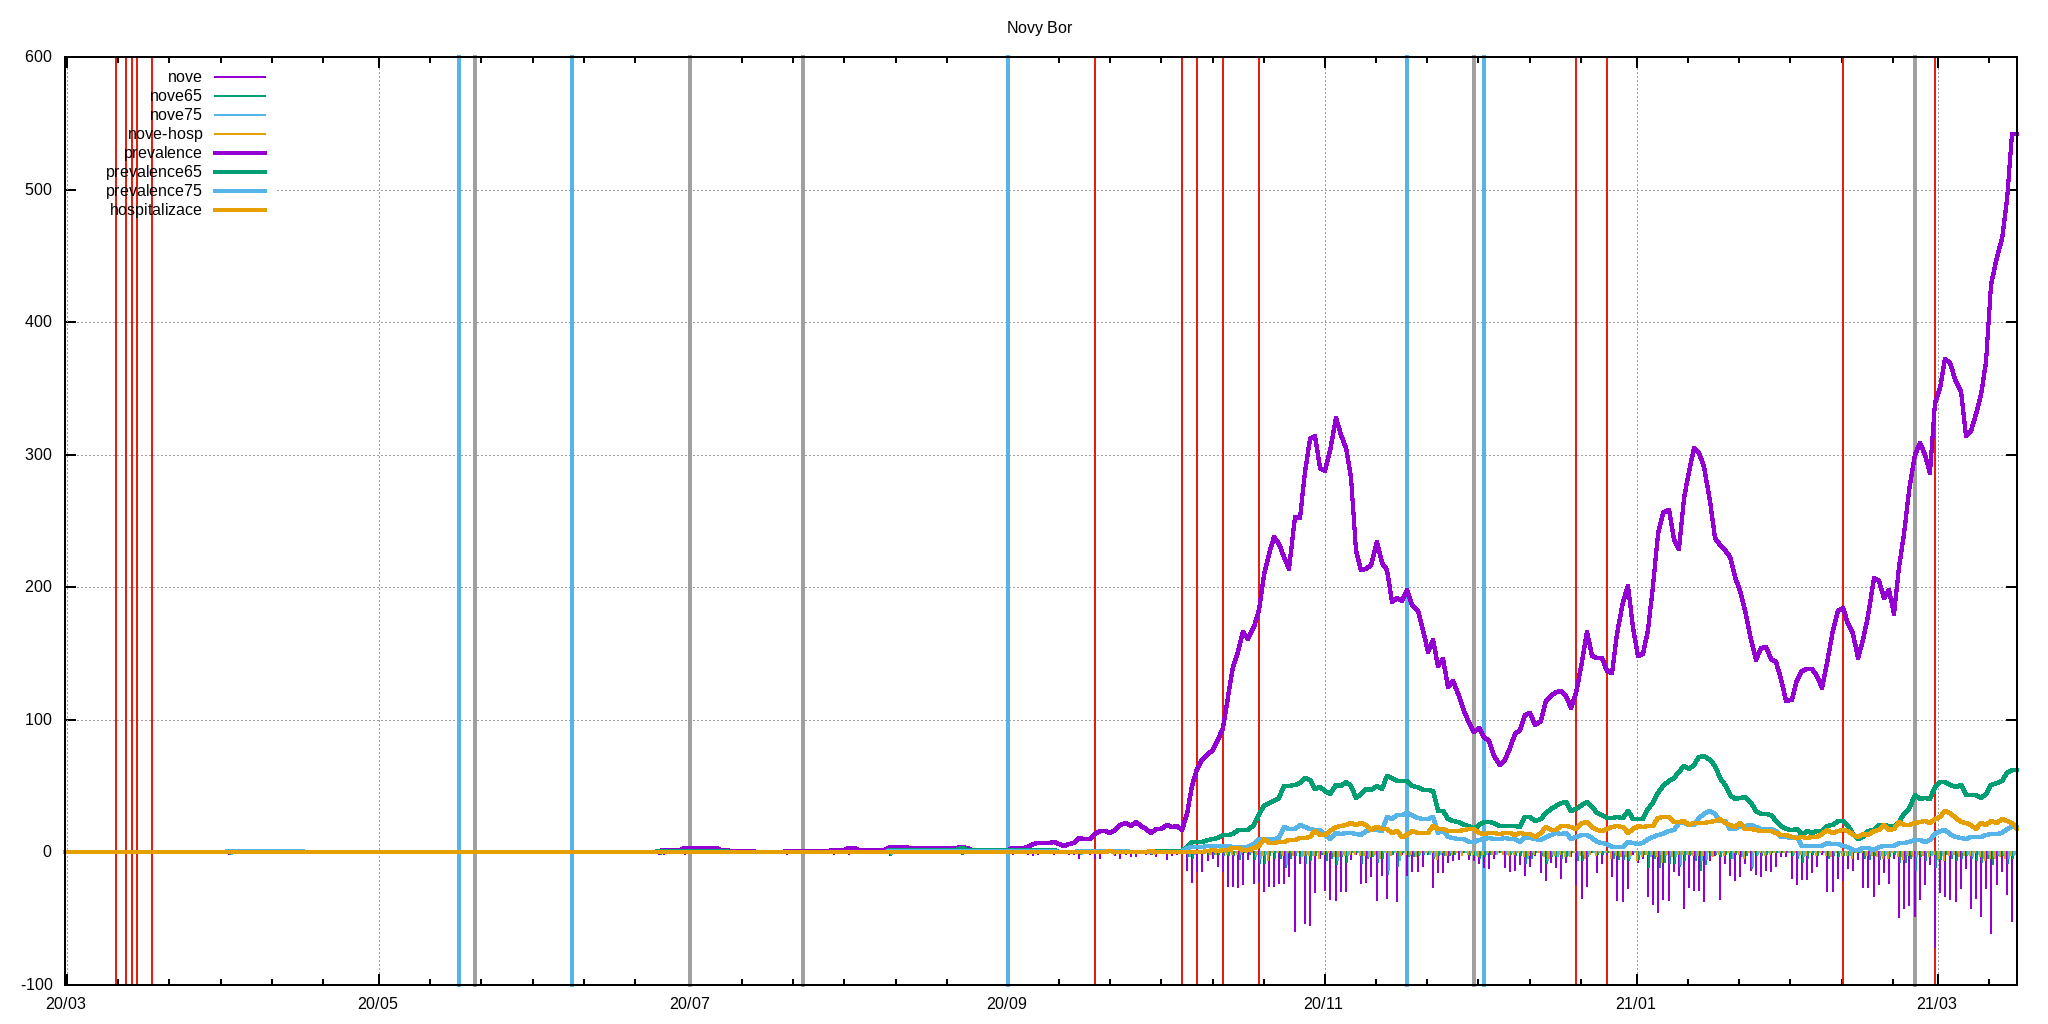 Novy Bor
600
500
400
300
200
100
0
-100
nove
nove65
nove75
nove-hosp
prevalence
prevalence65
prevalence75
hospitalizace
20/03
20/05
20/07
20/09
20/11
21/01
21/03